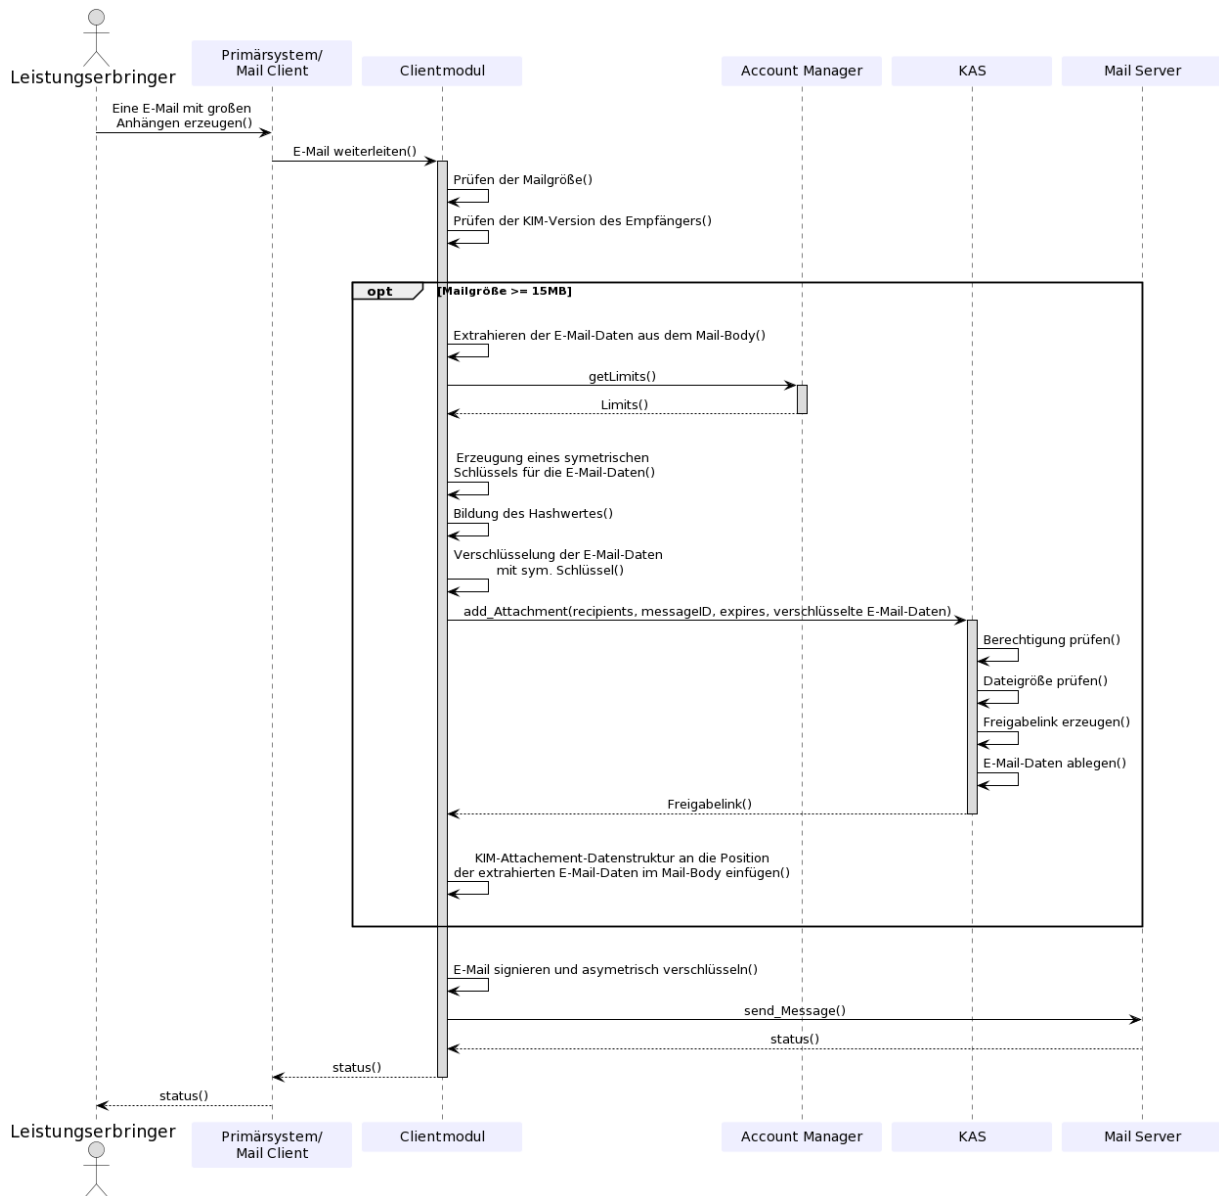 Leistungserbringer
Primärsystem/
Mail Client
Clientmodul
Account Manager
KAS
Mail Server
Eine E-Mail mit großen
Anhängen erzeugen()
E-Mail weiterleiten()
Prüfen der Mailgröße()
Prüfen der KIM-Version des Empfängers()
opt
[Mailgröße >= 15MB]
Extrahieren der E-Mail-Daten aus dem Mail-Body()
getLimits()
Limits()
Erzeugung eines symetrischen
Schlüssels für die E-Mail-Daten()
Bildung des Hashwertes()
Verschlüsselung der E-Mail-Daten
mit sym. Schlüssel()
add_Attachment(recipients, messageID, expires, verschlüsselte E-Mail-Daten)
Berechtigung prüfen()
Dateigröße prüfen()
Freigabelink erzeugen()
E-Mail-Daten ablegen()
Freigabelink()
KIM-Attachement-Datenstruktur an die Position
der extrahierten E-Mail-Daten im Mail-Body einfügen()
E-Mail signieren und asymetrisch verschlüsseln()
send_Message()
status()
status()
status()
Leistungserbringer
Primärsystem/
Mail Client
Clientmodul
Account Manager
KAS
Mail Server